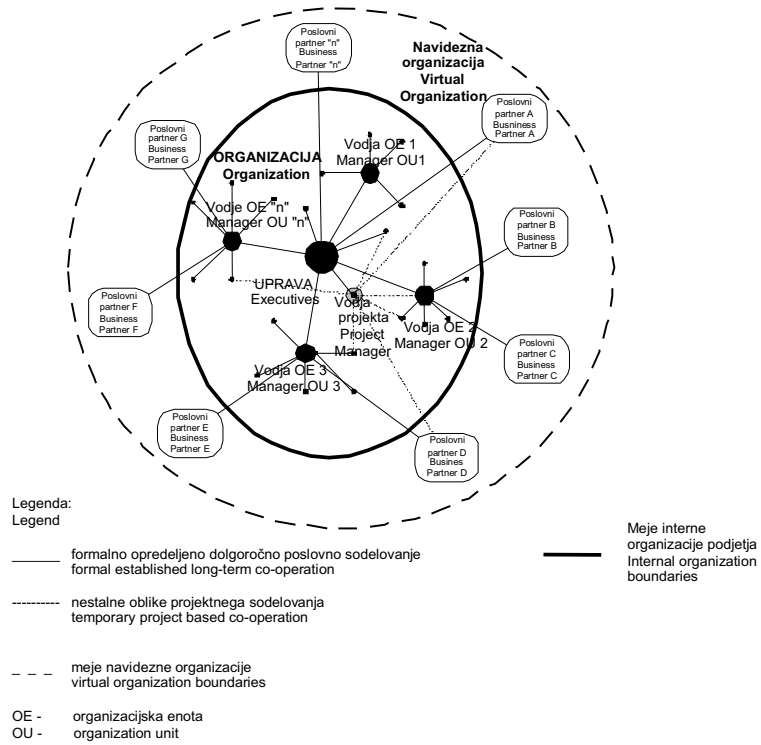 Poslovni
partner "n"
Business
Partner "n"
Navidezna
organizacija
Virtual
Organization
Poslovni
partner A
Busniness
Partner A
Poslovni
partner G
Business
Partner G
ORGANIZACIJA
Organization
Vodja OE 1
Manager OU1
Vodje OE "n"
Manager OU "n"
Poslovni
partner B
Business
Partner B
UPRAVA
Executives
Vodja
projekta
Project
Manager
Poslovni
partner F
Business
Partner F
Vodja OE 2
Manager OU 2
Poslovni
partner C
Business
Partner C
Vodja OE 3
Manager OU 3
Poslovni
partner E
Business
Partner E
Poslovni
partner D
Busines
Partner D
Legenda:
Legend
formalno opredeljeno dolgoročno poslovno sodelovanje
formal established long-term co-operation
nestalne oblike projektnega sodelovanja
temporary project based co-operation
meje navidezne organizacije
virtual organization boundaries
OE - organizacijska enota
OU - organization unit
Meje interne
organizacije podjetja
Internal organization
boundaries